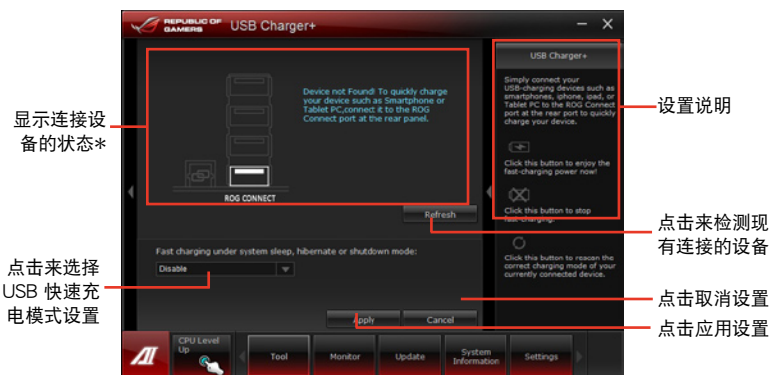 REPUBLIC OF
GAMERS
USB Charger+
显示连接设
备的状态*
Device not Found! To quickly charge
your device such as Smartphone or
Tablet PC,connect it to the ROG
Connect port at the rear panel.
ROG CONNECT
Refresh
Fast charging under system sleep, hibernate or shutdown mode:
Disable
点击来选择
USB 快速充
电模式设置
Apply
Cancel
USB Charger+
Simply connect your
USB-charging devices such as
smartphones, iphone, ipad, or
Tablet PC to the ROG Connect
port at the rear port to quickly
charge your device.
Click this button to enjoy the
fast-charging power now!
Click this button to stop
fast-charging.
Click this button to rescan the
correct charging mode of your
currently connected device.
设置说明
点击来检测现
有连接的设备
点击取消设置
点击应用设置
CPU Level
Up
Tool
Monitor
Update
System
Information
Settings